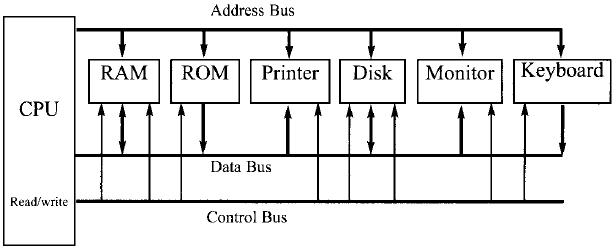 Address Bus
RAM
ROM
Printer
Disk
Monitor
Keyboard
CPU
Data Bus
Read/write
Control Bus